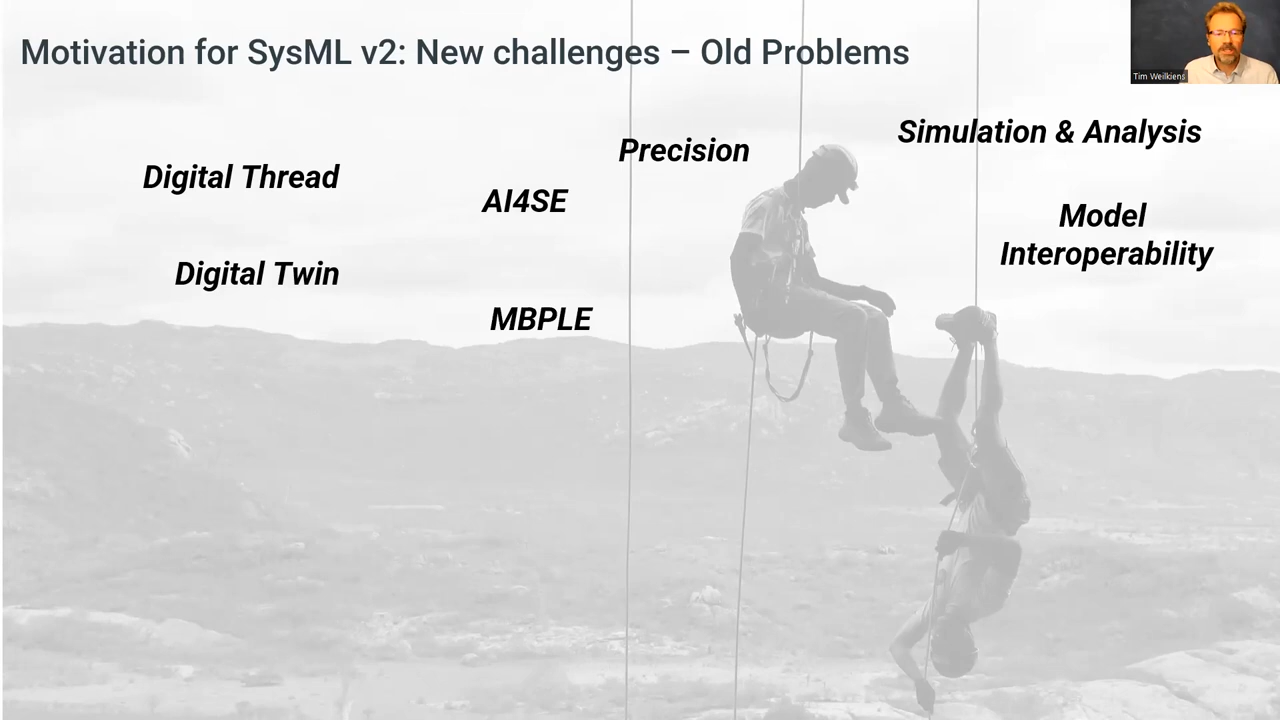 Motivation for SysML v2: New challenges – Old Problems
Tim Weilkiens
Simulation & Analysis
Precision
Digital Thread
AI4SE
Model
Interoperability
Digital Twin
MBPLE